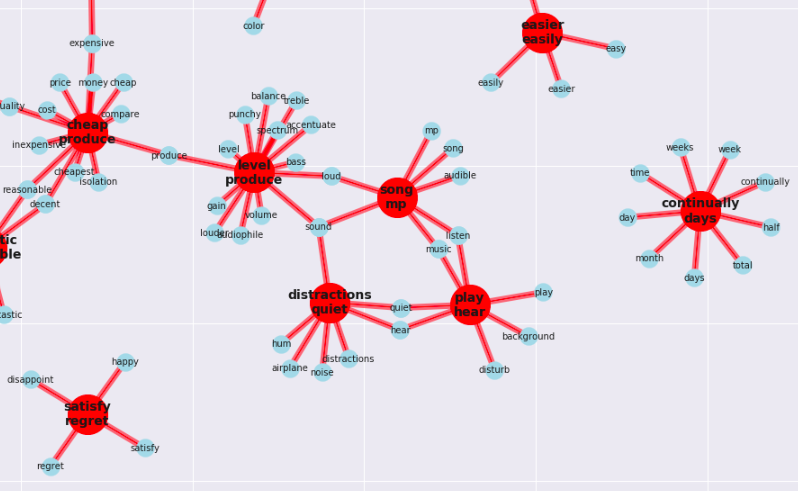 color
easier
easily
expensive
easy
easily
easier
price
money
cheap
balance
treble
uality
cost
compare
punchy
accentuate
spectrum
cheap
produce
mp
inexpensive
level
song
produce
bass
level
produce
weeks
week
cheapest
isolation
loud
audible
time
continually
reasonable
decent
gain
volume
song
mp
continually
days
louder
audiophile
sound
day
half
listen
music
tic
ble
month
total
days
distractions
quiet
quiet
play
hear
play
tastic
hear
background
hum
distractions
airplane
noise
disturb
happy
disappoint
satisfy
regret
satisfy
regret